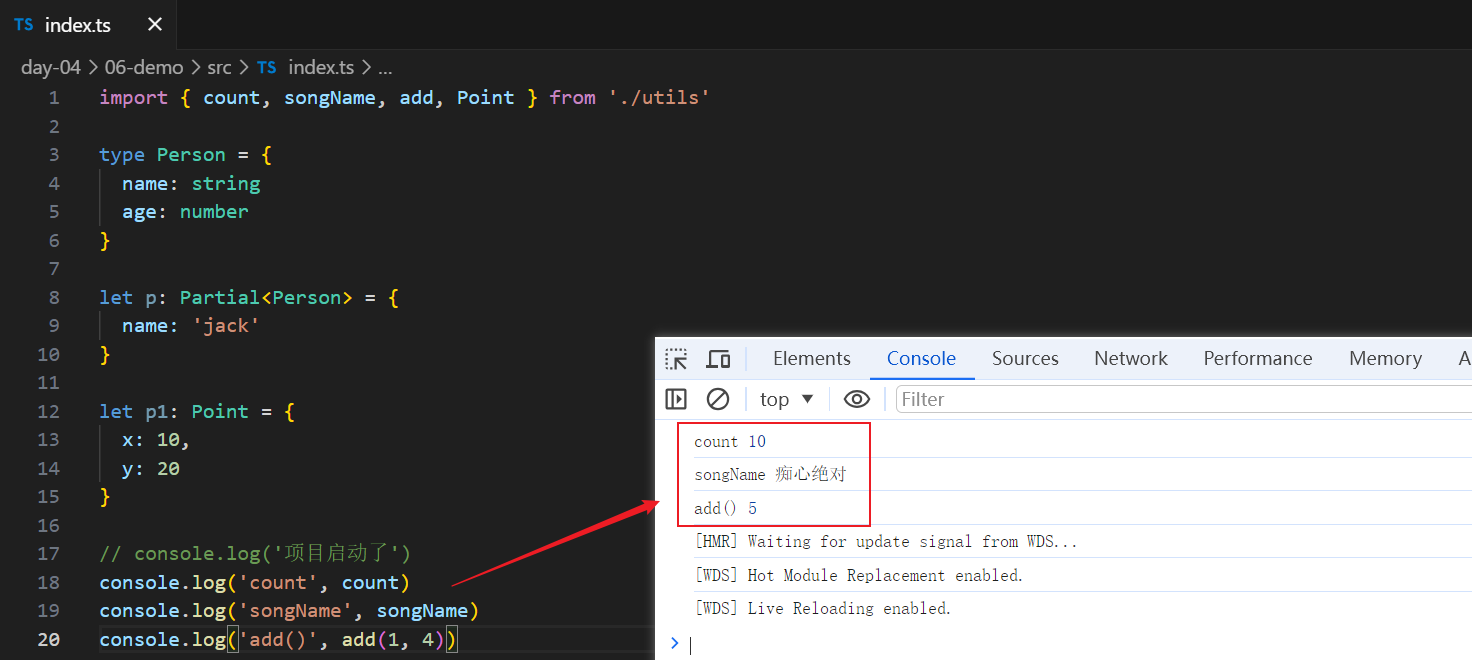 TS index.ts ×
day-04 > 06-demo > src > TS index.ts > ...
1 import { count, songName, add, Point } from './utils'
2
3 type Person = {
4 name: string
5 age: number
6 }
7
8 let p: Partial<Person> = {
9 name: 'jack'
10 }
11
12 let p1: Point = {
13 x: 10,
14 y: 20
15 }
16
17 // console.log('项目启动了')
18 console.log('count', count)
19 console.log('songName', songName)
20 console.log('add()', add(1, 4))
Elements Console Sources Network Performance Memory A
top ▼ Filter
count 10
songName 痴心绝对
add() 5
[HMR] Waiting for update signal from WDS...
[WDS] Hot Module Replacement enabled.
[WDS] Live Reloading enabled.
>